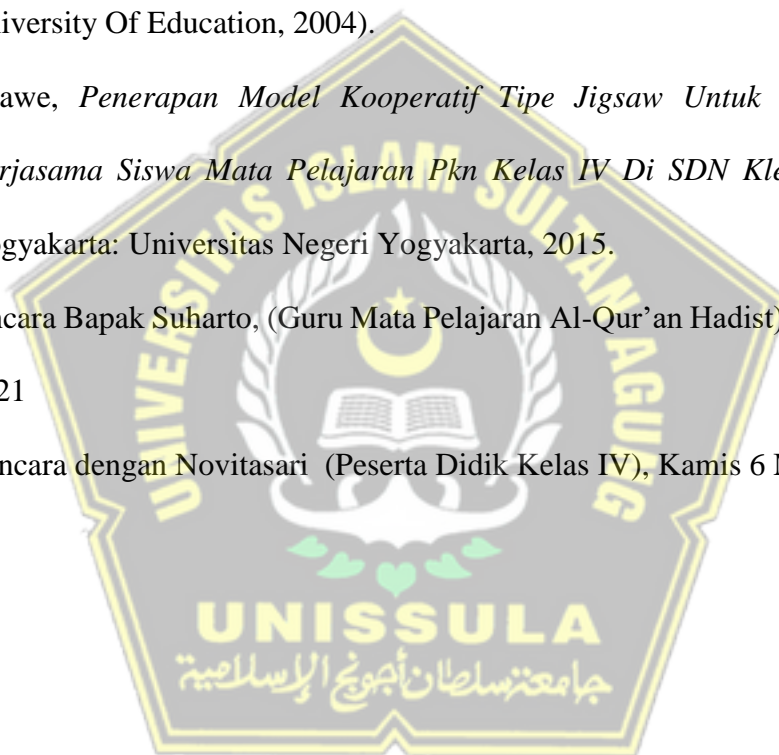 niversity Of Education, 2004).
awe, Penerapan Model Kooperatif Tipe Jigsaw Untuk
rjasama Siswa Mata Pelajaran Pkn Kelas IV Di SDN Kle
ogyakarta: Universitas Negeri Yogyakarta, 2015.
ncara Bapak Suharto, (Guru Mata Pelajaran Al-Qur’an Hadist)
21
ncara dengan Novitasari (Peserta Didik Kelas IV), Kamis 6 M
UNIVERSITAS ISLAM SULTAN AGUNG
UNISSULA
جامعة سلطان أجونج الإسلامية